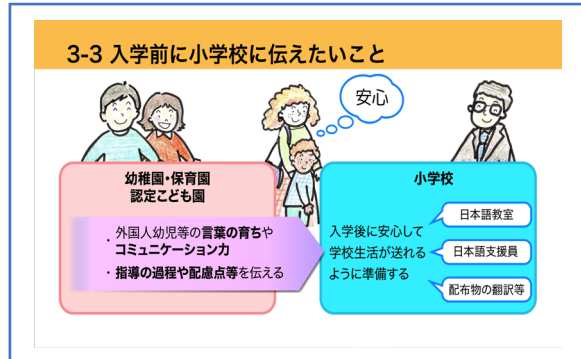 3-3 入学前に小学校に伝えたいこと
安心
幼稚園・保育園
認定こども園
・外国人幼児等の言葉の育ちや
コミュニケーション力
・指導の過程や配慮点等を伝える
小学校
入学後に安心して
学校生活が送れる
ように準備する
日本語教室
日本語支援員
配布物の翻訳等